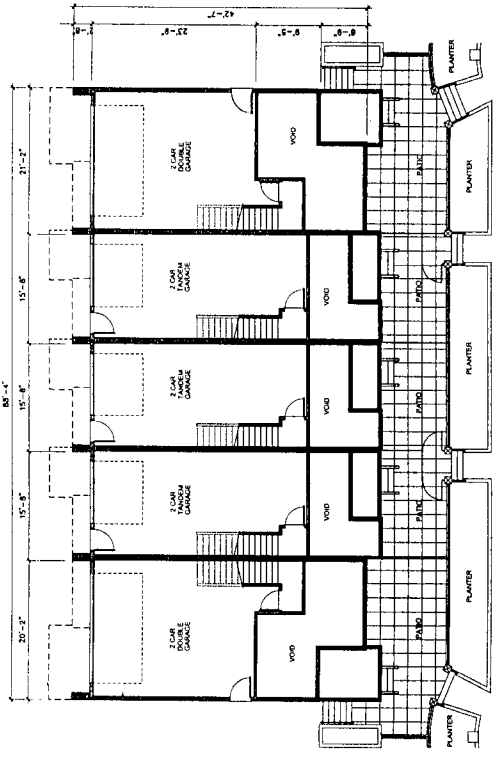 88'-4"
20'-2"
15'-8"
15'-8"
15'-8"
21'-2"
42'-7"
2'-8"
23'-9"
9'-5"
6'-9"
2 CAR
DOUBLE
GARAGE
2 CAR
TANDEM
GARAGE
2 CAR
TANDEM
GARAGE
2 CAR
TANDEM
GARAGE
2 CAR
DOUBLE
GARAGE
VOID
VOID
VOID
VOID
VOID
PATIO
PATIO
PATIO
PATIO
PATIO
PLANTER
PLANTER
PLANTER
PLANTER
PLANTER